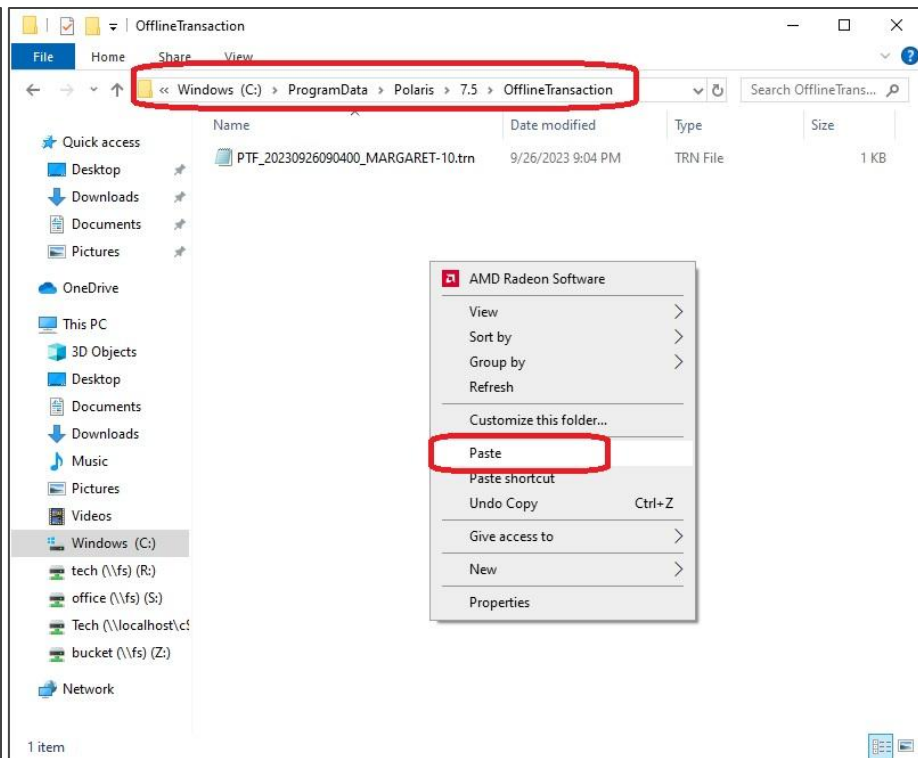 OfflineTransaction
File Home Share View
« Windows (C:) > ProgramData > Polaris > 7.5 > OfflineTransaction
Search OfflineTrans...
Name Date modified Type Size
PTF_20230926090400_MARGARET-10.trn 9/26/2023 9:04 PM TRN File 1 KB
Quick access
Desktop
Downloads
Documents
Pictures
OneDrive
This PC
3D Objects
Desktop
Documents
Downloads
Music
Pictures
Videos
Windows (C:)
tech (\\fs) (R:)
office (\\fs) (S:)
Tech (\\localhost\c$
bucket (\\fs) (Z:)
Network
AMD Radeon Software
View
Sort by
Group by
Refresh
Customize this folder...
Paste
Paste shortcut
Undo Copy Ctrl+Z
Give access to
New
Properties
1 item